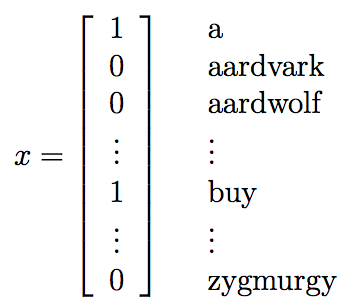 1 a
0 aardvark
0 aardwolf
⋮ ⋮
x = 1 buy
⋮ ⋮
0 zygmurgy